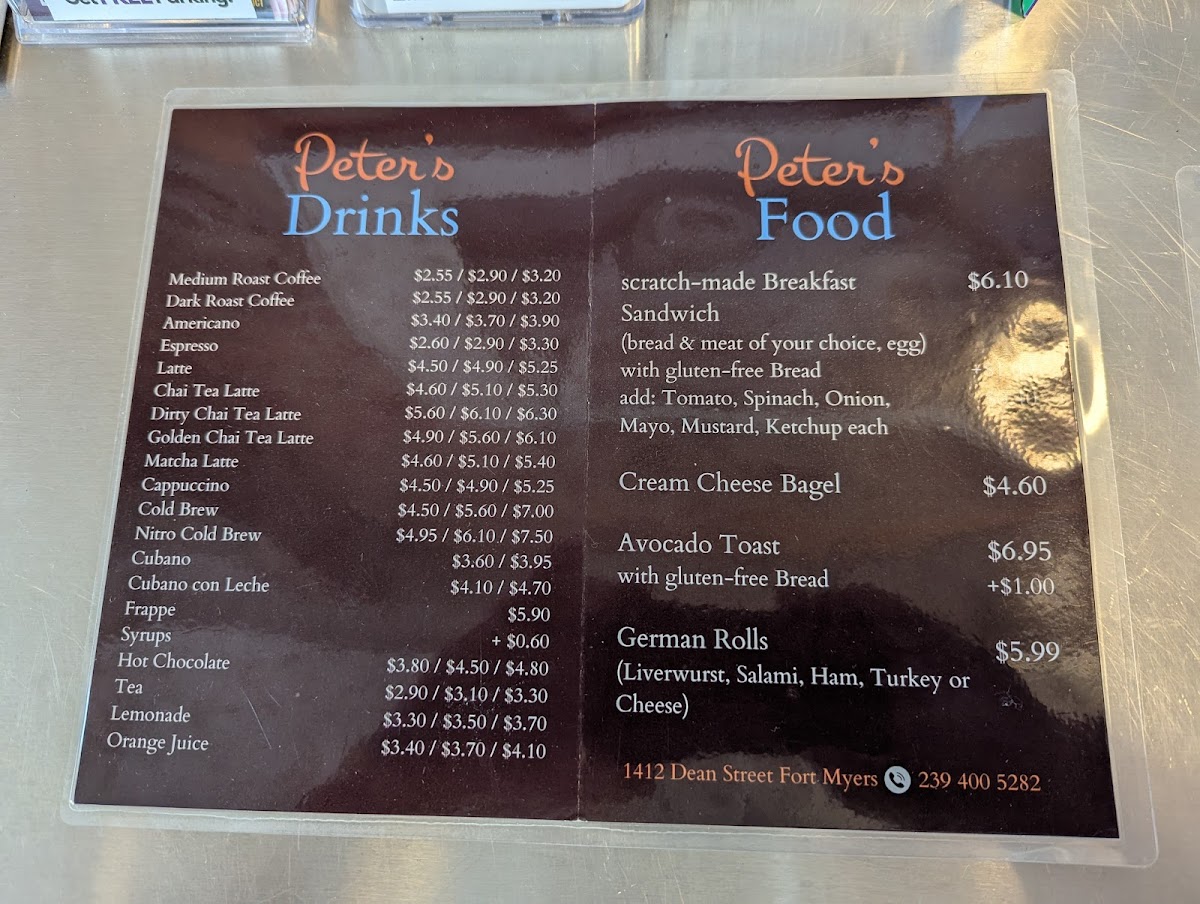 Peter's
Drinks
Medium Roast Coffee $2.55 / $2.90 / $3.20
Dark Roast Coffee $2.55 / $2.90 / $3.20
Americano $3.40 / $3.70 / $3.90
Espresso $2.60 / $2.90 / $3.30
Latte $4.50 / $4.90 / $5.25
Chai Tea Latte $4.60 / $5.10 / $5.30
Dirty Chai Tea Latte $5.60 / $6.10 / $6.30
Golden Chai Tea Latte $4.90 / $5.60 / $6.10
Matcha Latte $4.60 / $5.10 / $5.40
Cappuccino $4.50 / $4.90 / $5.25
Cold Brew $4.50 / $5.60 / $7.00
Nitro Cold Brew $4.95 / $6.10 / $7.50
Cubano $3.60 / $3.95
Cubano con Leche $4.10 / $4.70
Frappe $5.90
Syrups + $0.60
Hot Chocolate $3.80 / $4.50 / $4.80
Tea $2.90 / $3.10 / $3.30
Lemonade $3.30 / $3.50 / $3.70
Orange Juice $3.40 / $3.70 / $4.10
Peter's
Food
scratch-made Breakfast $6.10
Sandwich
(bread & meat of your choice, egg)
with gluten-free Bread
add: Tomato, Spinach, Onion,
Mayo, Mustard, Ketchup each
Cream Cheese Bagel $4.60
Avocado Toast $6.95
with gluten-free Bread +$1.00
German Rolls $5.99
(Liverwurst, Salami, Ham, Turkey or
Cheese)
1412 Dean Street Fort Myers 239 400 5282